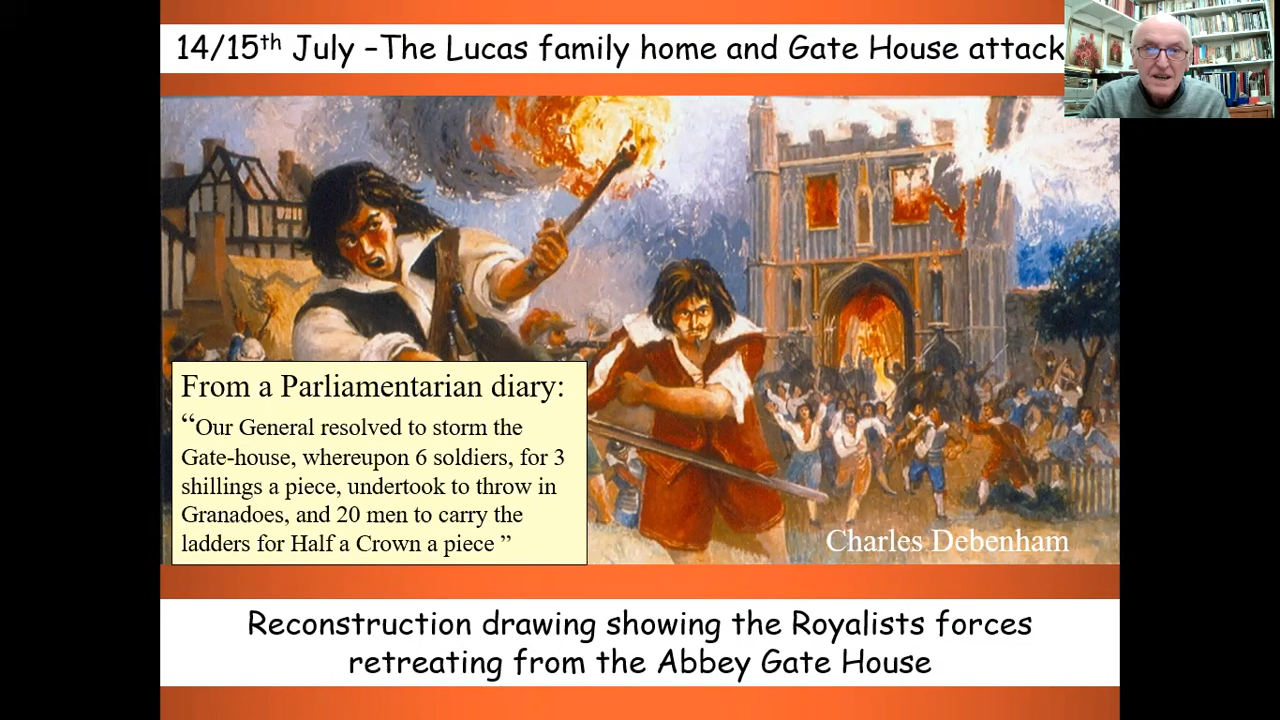 14/15th July –The Lucas family home and Gate House attack
From a Parliamentarian diary:
“Our General resolved to storm the
Gate-house, whereupon 6 soldiers, for 3
shillings a piece, undertook to throw in
Granadoes, and 20 men to carry the
ladders for Half a Crown a piece ”
Charles Debenham
Reconstruction drawing showing the Royalists forces
retreating from the Abbey Gate House